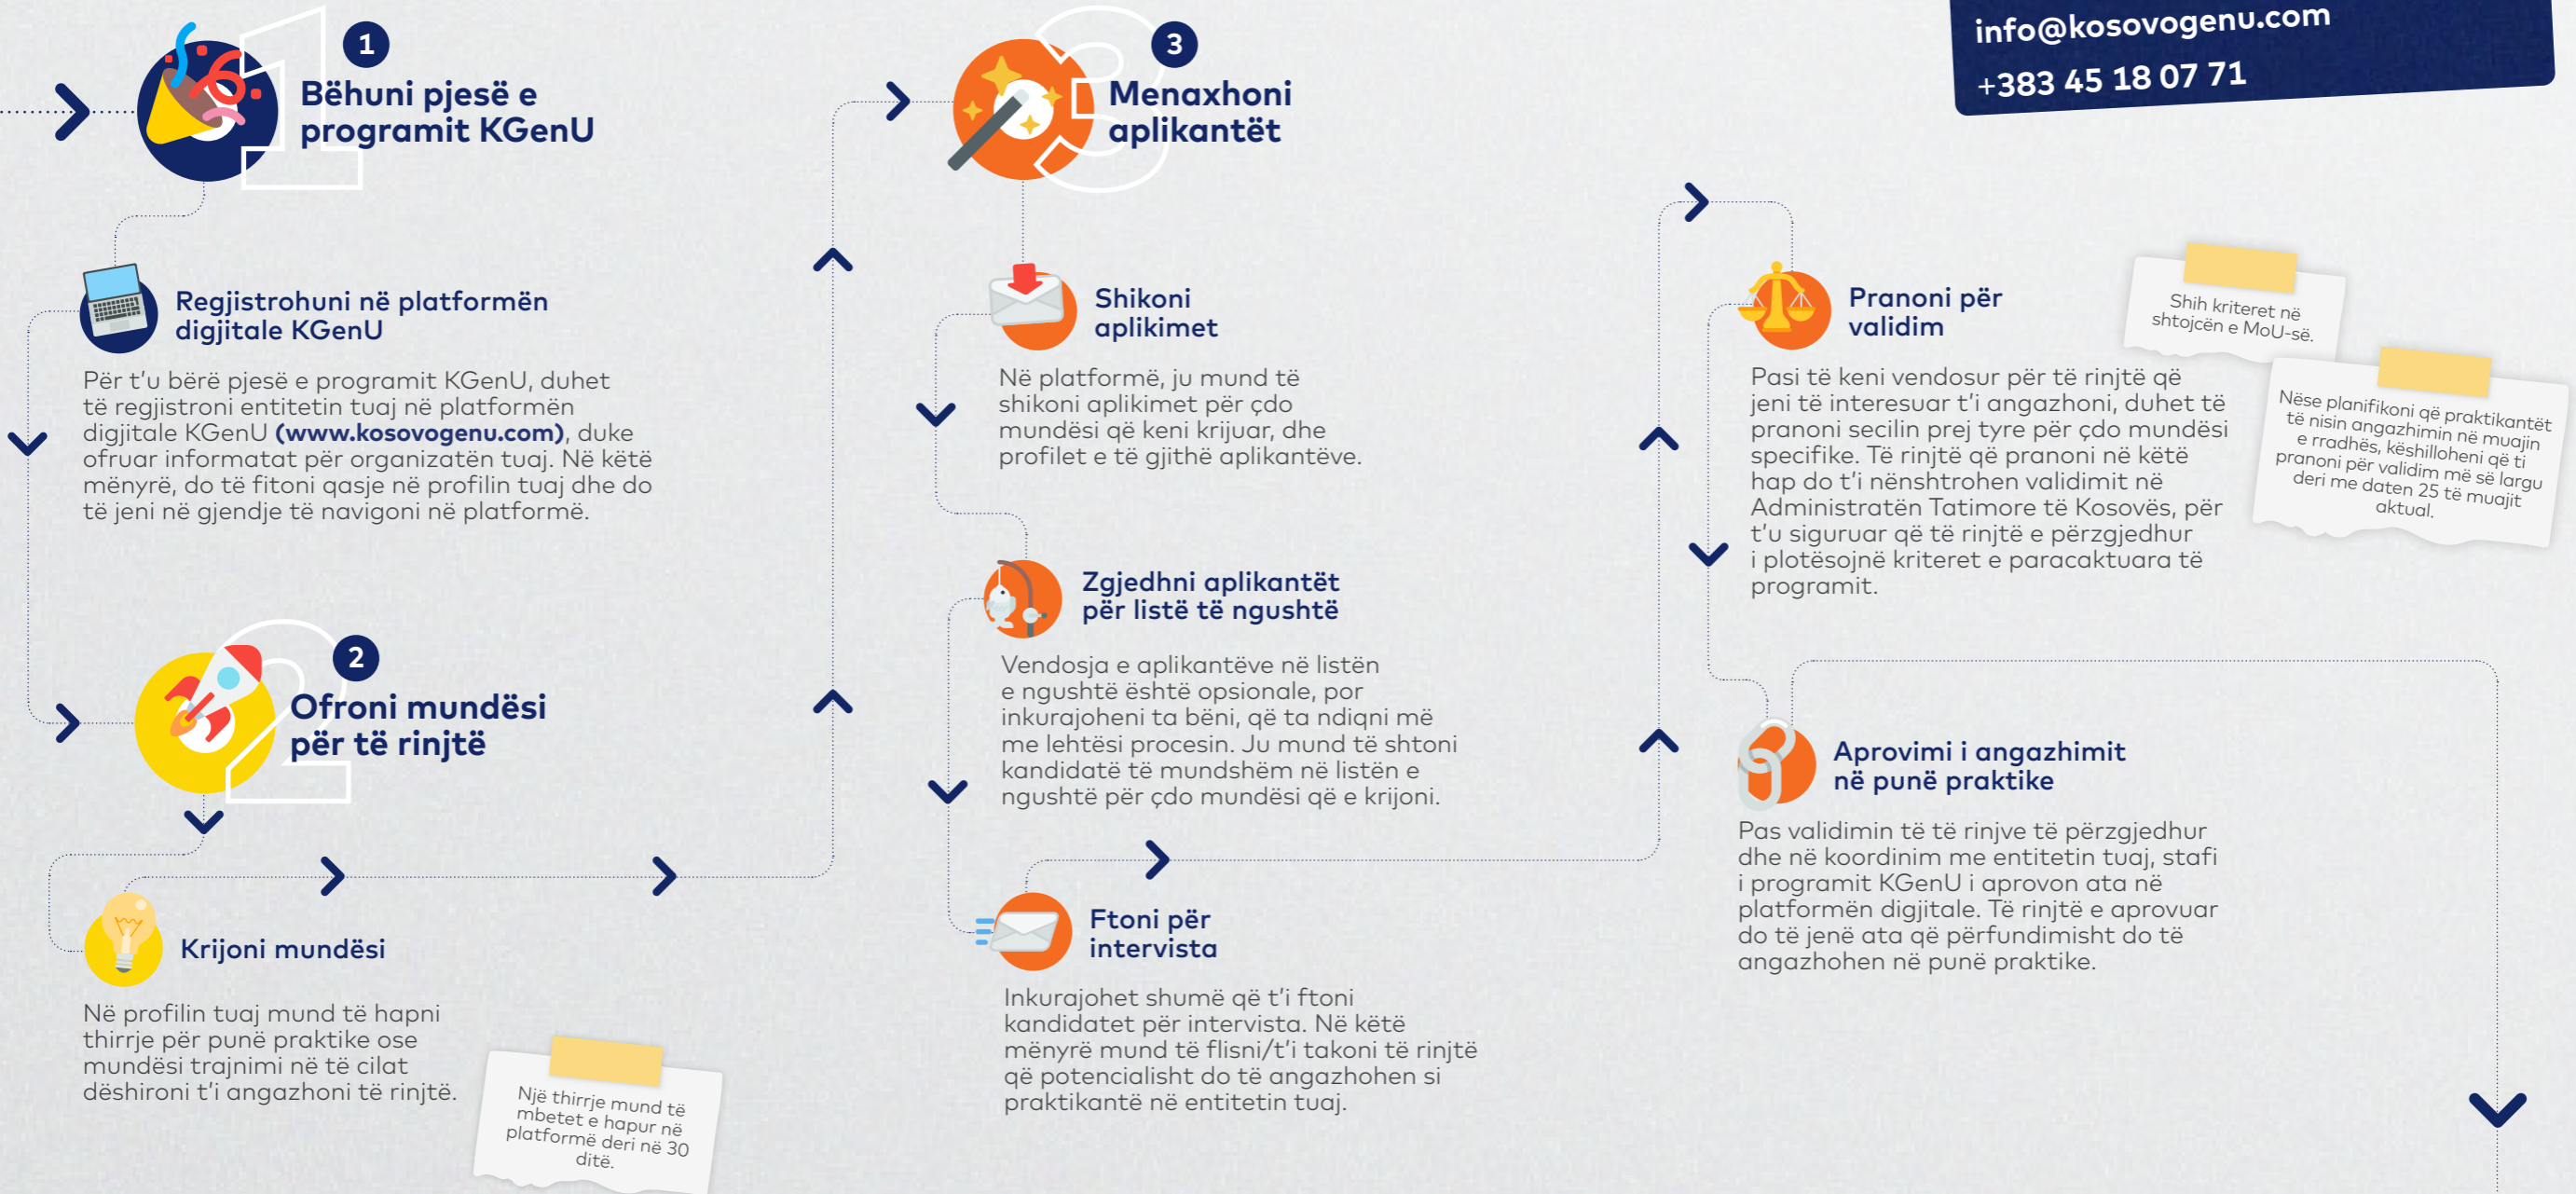 info@kosovogenu.com
+383 45 18 07 71
1
Bëhuni pjesë e
programit KGenU
Regjistrohuni në platformën
digjitale KGenU
Për t'u bërë pjesë e programit KGenU, duhet
të regjistroni entitetin tuaj në platformën
digjitale KGenU (www.kosovogenu.com), duke
ofruar informatat për organizatën tuaj. Në këtë
mënyrë, do të fitoni qasje në profilin tuaj dhe do
të jeni në gjendje të navigoni në platformë.
2
Ofroni mundësi
për të rinjtë
Krijoni mundësi
Në profilin tuaj mund të hapni
thirrje për punë praktike ose
mundësi trajnimi në të cilat
dëshironi t'i angazhoni të rinjtë.
Një thirrje mund të
mbetet e hapur në
platformë deri në 30
ditë.
3
Menaxhoni
aplikantët
Shikoni
aplikimet
Në platformë, ju mund të
shikoni aplikimet për çdo
mundësi që keni krijuar, dhe
profilet e të gjithë aplikantëve.
Zgjedhni aplikantët
për listë të ngushtë
Vendosja e aplikantëve në listën
e ngushtë është opsionale, por
inkurajoheni ta bëni, që ta ndiqni më
me lehtësi procesin. Ju mund të shtoni
kandidatë të mundshëm në listën e
ngushtë për çdo mundësi që e krijoni.
Ftoni për
intervista
Inkurajohet shumë që t'i ftoni
kandidatet për intervista. Në këtë
mënyrë mund të flisni/t'i takoni të rinjtë
që potencialisht do të angazhohen si
praktikantë në entitetin tuaj.
Pranoni për
validim
Pasi të keni vendosur për të rinjtë që
jeni të interesuar t'i angazhoni, duhet të
pranoni secilin prej tyre për çdo mundësi
specifike. Të rinjtë që pranoni në këtë
hap do t'i nënshtrohen validimit në
Administratën Tatimore të Kosovës, për
t'u siguruar që të rinjtë e përzgjedhur
i plotësojnë kriteret e paracaktuara të
programit.
Shih kriteret në
shtojcën e MoU-së.
Nëse planifikoni që praktikantët
të nisin angazhimin në muajin
e rradhës, këshilloheni që ti
pranoni për validim më së largu
deri me daten 25 të muajit
aktual.
Aprovimi i angazhimit
në punë praktike
Pas validimin të të rinjve të përzgjedhur
dhe në koordinim me entitetin tuaj, stafi
i programit KGenU i aprovon ata në
platformën digjitale. Të rinjtë e aprovuar
do të jenë ata që përfundimisht do të
angazhohen në punë praktike.